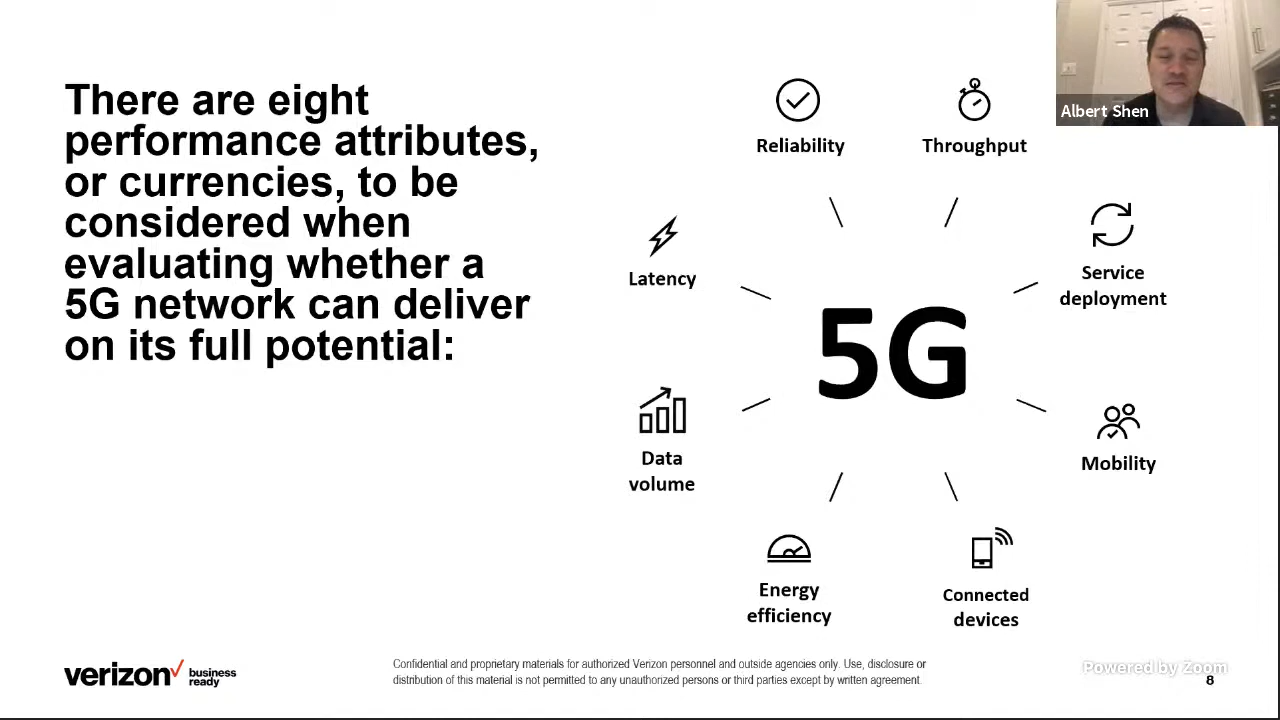 There are eight
performance attributes,
or currencies, to be
considered when
evaluating whether a
5G network can deliver
on its full potential:
Albert Shen
Reliability
Throughput
Latency
Service
deployment
5G
Data
volume
Mobility
Energy
efficiency
Connected
devices
verizon✓ business
ready
Confidential and proprietary materials for authorized Verizon personnel and outside agencies only. Use, disclosure or
distribution of this material is not permitted to any unauthorized persons or third parties except by written agreement.
Powered by Zoom
8